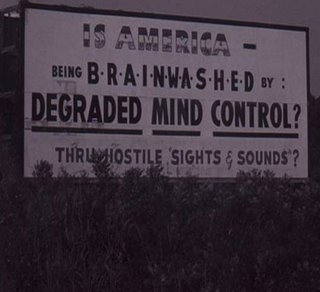 IS AMERICA —
BEING B·R·A·I·N·W·A·S·H·E·D BY :
DEGRADED MIND CONTROL?
THRU HOSTILE "SIGHTS & SOUNDS"?